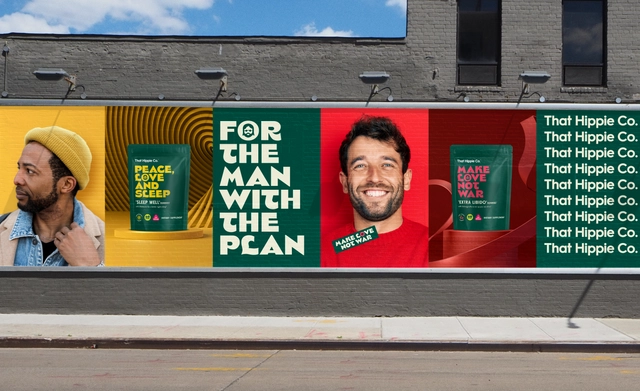 That Hippie Co.
PEACE,
LOVE
AND
SLEEP
'SLEEP WELL'
FOR
THE
MAN
WITH
THE
PLAN
MAKE LOVE
NOT WAR
That Hippie Co.
MAKE
LOVE
NOT
WAR
'EXTRA LIBIDO'
That Hippie Co.
That Hippie Co.
That Hippie Co.
That Hippie Co.
That Hippie Co.
That Hippie Co.
That Hippie Co.
That Hippie Co.
That Hippie Co.